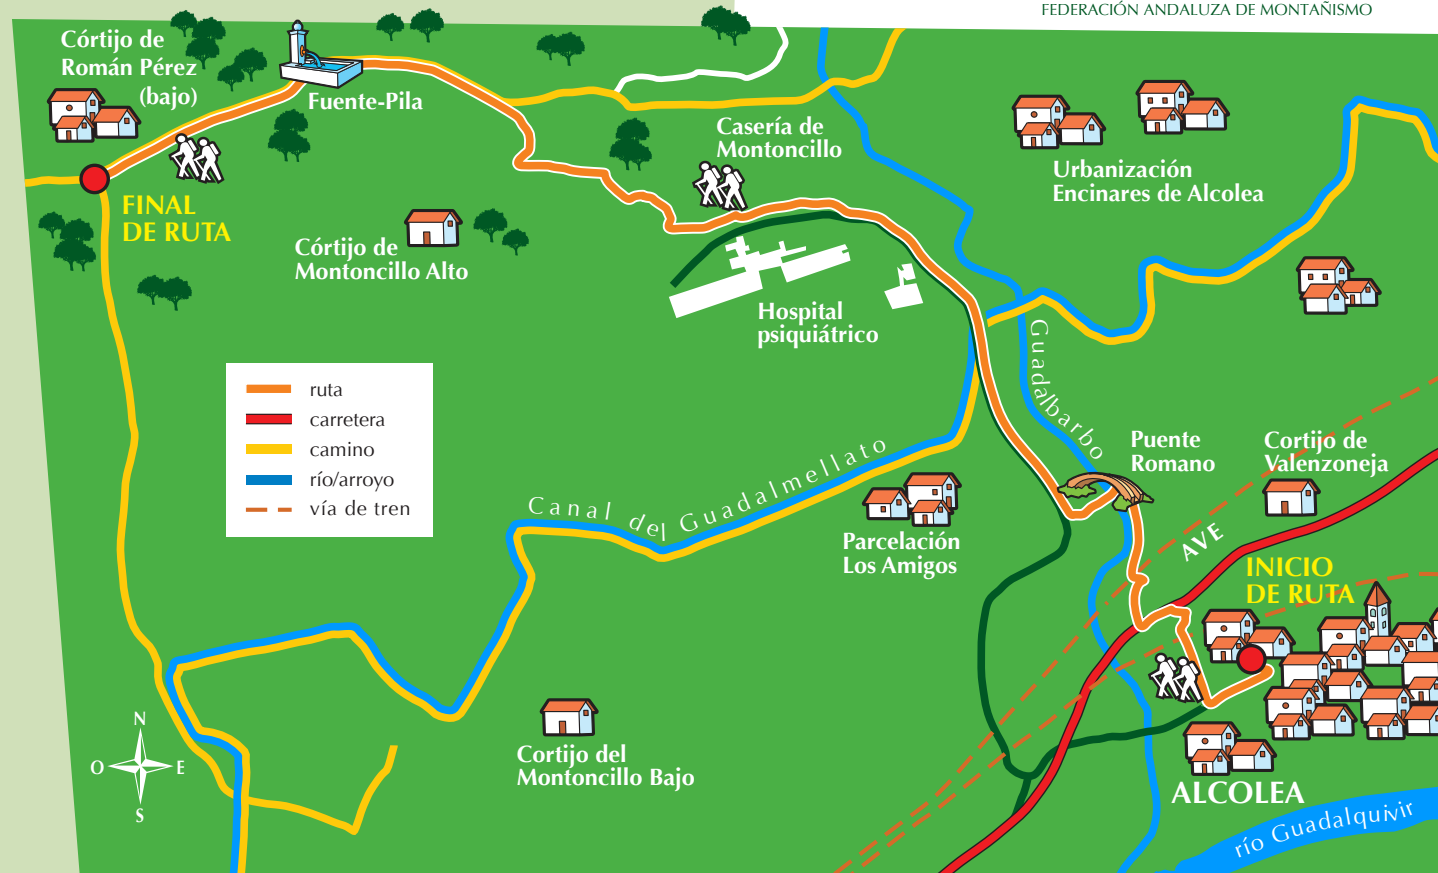 FEDERACIÓN ANDALUZA DE MONTAÑISMO
Córtijo de
Román Pérez
(bajo)
Fuente-Pila
Casería de
Montoncillo
Urbanización
Encinares de Alcolea
FINAL
DE RUTA
Córtijo de
Montoncillo Alto
Hospital
psiquiátrico
Guadalbarbo
ruta
carretera
camino
río/arroyo
vía de tren
Canal del Guadalmellato
Puente
Romano
Cortijo de
Valenzoneja
Parcelación
Los Amigos
AVE
INICIO
DE RUTA
N
O
E
S
Cortijo del
Montoncillo Bajo
ALCOLEA
río Guadalquivir